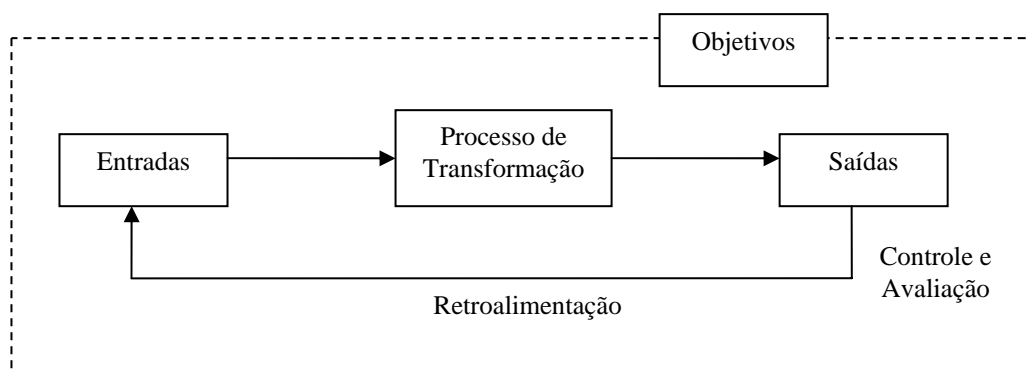 Objetivos
Entradas
Processo de
Transformação
Saídas
Controle e
Avaliação
Retroalimentação